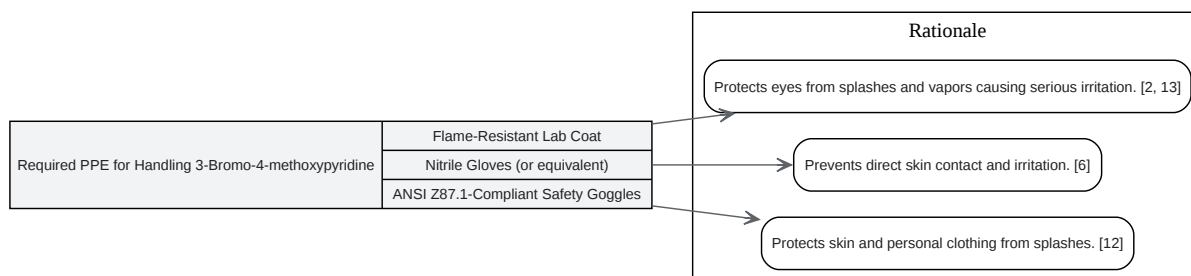 Rationale
Protects eyes from splashes and vapors causing serious irritation. [2, 13]
Required PPE for Handling 3-Bromo-4-methoxypyridine
Flame-Resistant Lab Coat
Nitrile Gloves (or equivalent)
ANSI Z87.1-Compliant Safety Goggles
Prevents direct skin contact and irritation. [6]
Protects skin and personal clothing from splashes. [12]